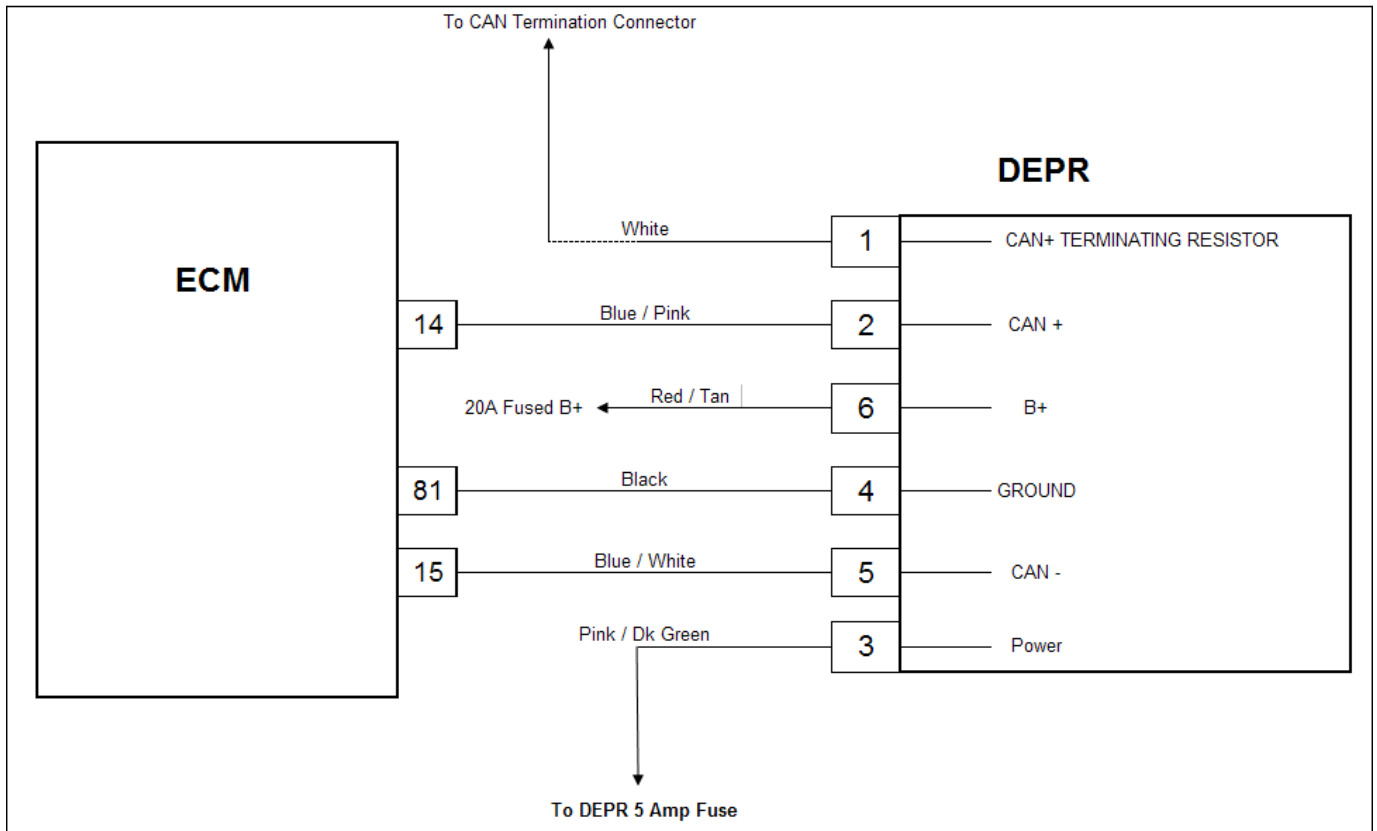 To CAN Termination Connector
DEPR
White
1
CAN+ TERMINATING RESISTOR
ECM
14
Blue / Pink
2
CAN +
20A Fused B+
Red / Tan
6
B+
81
Black
4
GROUND
15
Blue / White
5
CAN -
Pink / Dk Green
3
Power
To DEPR 5 Amp Fuse